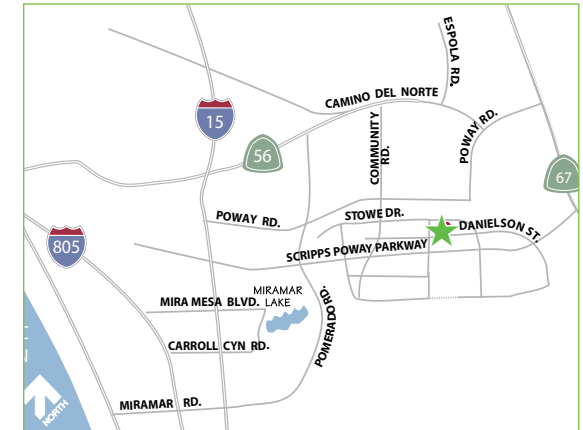 ESPOLA RD.
CAMINO DEL NORTE
15
COMMUNITY
RD.
POWAY RD.
56
67
POWAY RD.
STOWE DR.
DANIELSON ST.
805
SCRIPPS POWAY PARKWAY
MIRAMAR
LAKE
MIRA MESA BLVD.
POMERADO RD.
CARROLL CYN RD.
MIRAMAR RD.
NORTH